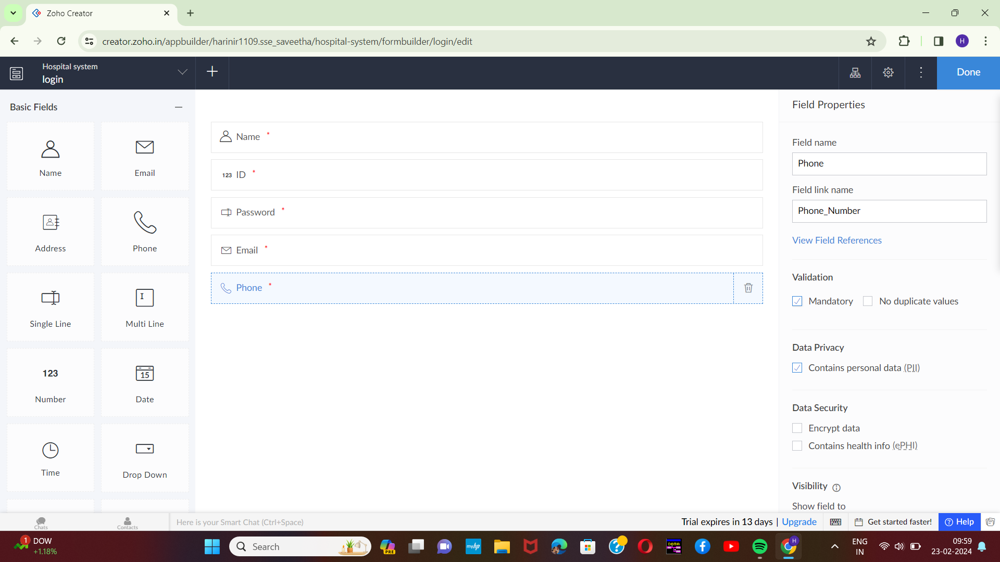 Zoho Creator
creator.zoho.in/appbuilder/harinir1109.sse_saveetha/hospital-system/formbuilder/login/edit
H
Hospital system
login
Done
Basic Fields
Name
Email
Address
Phone
Single Line
Multi Line
123
Number
15
Date
Time
Drop Down
Name *
123 ID *
Password *
Email *
Phone *
Field Properties
Field name
Phone
Field link name
Phone_Number
View Field References
Validation
Mandatory
No duplicate values
Data Privacy
Contains personal data (PII)
Data Security
Encrypt data
Contains health info (ePHI)
Visibility
Show field to
Chats
Contacts
Here is your Smart Chat (Ctrl+Space)
Trial expires in 13 days | Upgrade
Get started faster!
Help
1
DOW
+1.18%
Search
PRE
myhp
DATA
H
ENG
IN
09:59
23-02-2024